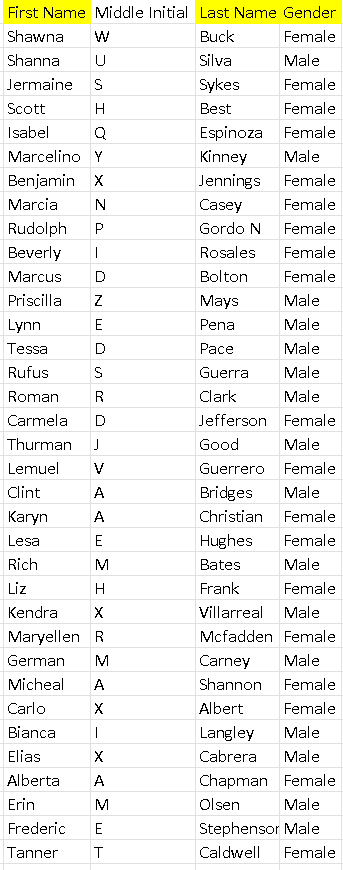 First Name Middle Initial Last Name Gender
Shawna W Buck Female
Shanna U Silva Male
Jermaine S Sykes Female
Scott H Best Female
Isabel Q Espinoza Female
Marcelino Y Kinney Male
Benjamin X Jennings Female
Marcia N Casey Female
Rudolph P Gordo N Female
Beverly I Rosales Female
Marcus D Bolton Female
Priscilla Z Mays Male
Lynn E Pena Male
Tessa D Pace Male
Rufus S Guerra Male
Roman R Clark Male
Carmela D Jefferson Female
Thurman J Good Male
Lemuel V Guerrero Female
Clint A Bridges Male
Karyn A Christian Female
Lesa E Hughes Female
Rich M Bates Male
Liz H Frank Female
Kendra X Villarreal Male
Maryellen R Mcfadden Female
German M Carney Male
Micheal A Shannon Female
Carlo X Albert Female
Bianca I Langley Male
Elias X Cabrera Male
Alberta A Chapman Female
Erin M Olsen Male
Frederic E Stephenson Male
Tanner T Caldwell Female